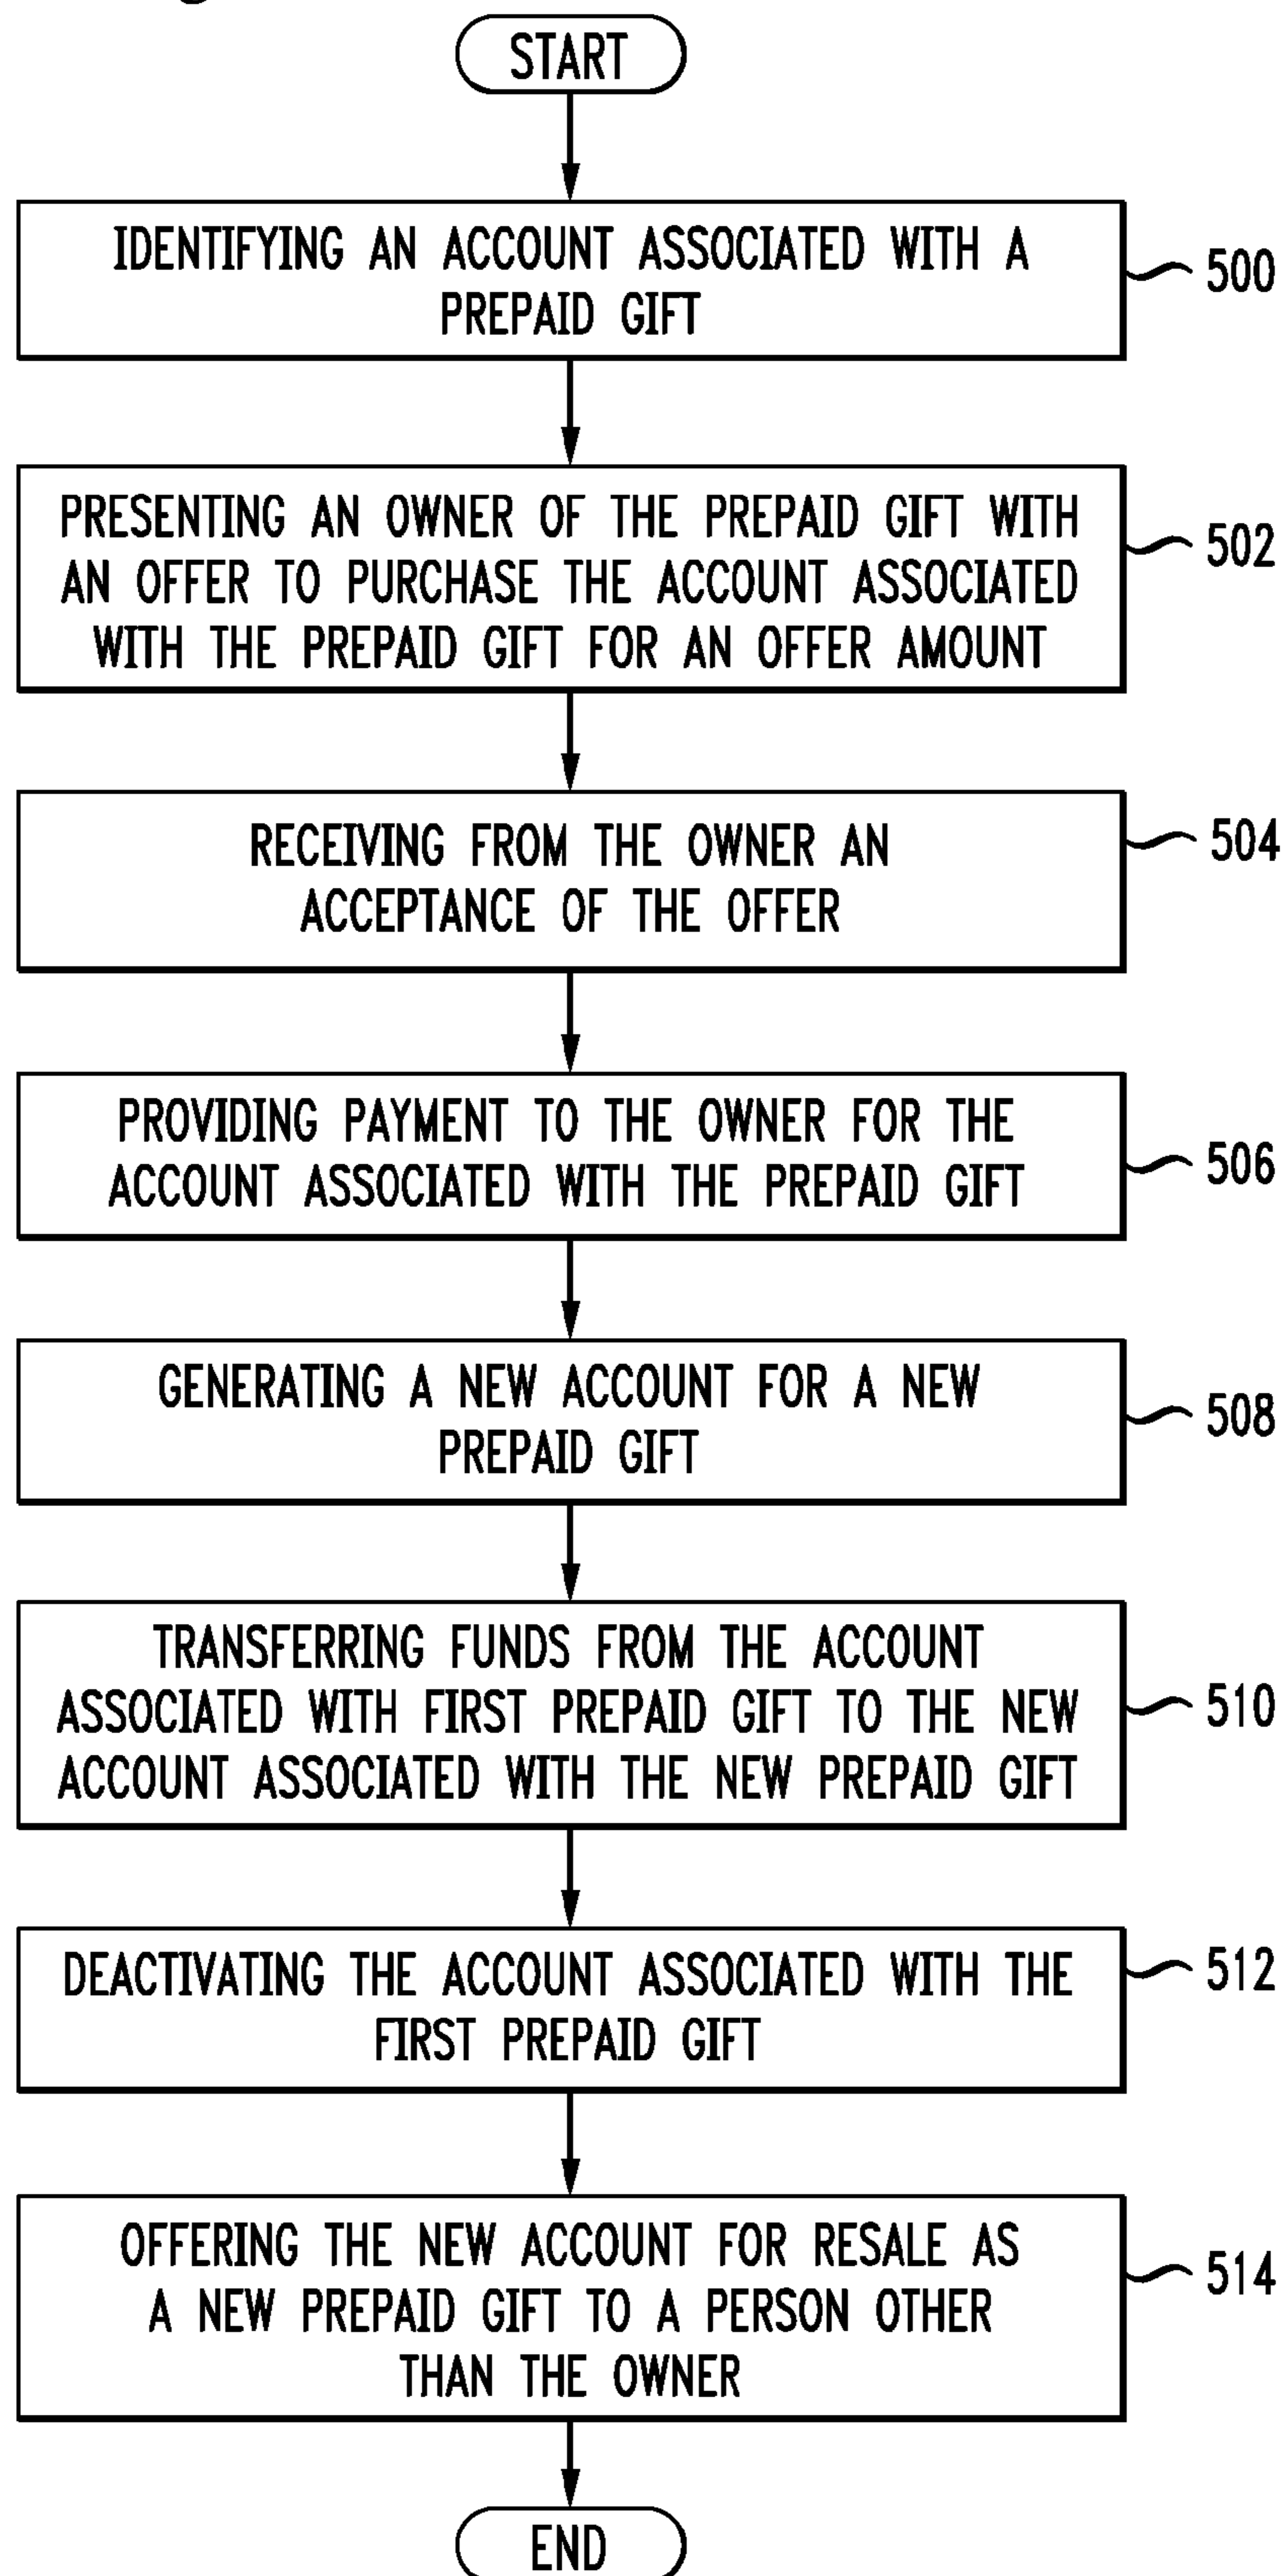 START
IDENTIFYING AN ACCOUNT ASSOCIATED WITH A
PREPAID GIFT
500
PRESENTING AN OWNER OF THE PREPAID GIFT WITH
AN OFFER TO PURCHASE THE ACCOUNT ASSOCIATED
WITH THE PREPAID GIFT FOR AN OFFER AMOUNT
502
RECEIVING FROM THE OWNER AN
ACCEPTANCE OF THE OFFER
504
PROVIDING PAYMENT TO THE OWNER FOR THE
ACCOUNT ASSOCIATED WITH THE PREPAID GIFT
506
GENERATING A NEW ACCOUNT FOR A NEW
PREPAID GIFT
508
TRANSFERRING FUNDS FROM THE ACCOUNT
ASSOCIATED WITH FIRST PREPAID GIFT TO THE NEW
ACCOUNT ASSOCIATED WITH THE NEW PREPAID GIFT
510
DEACTIVATING THE ACCOUNT ASSOCIATED WITH THE
FIRST PREPAID GIFT
512
OFFERING THE NEW ACCOUNT FOR RESALE AS
A NEW PREPAID GIFT TO A PERSON OTHER
THAN THE OWNER
514
END